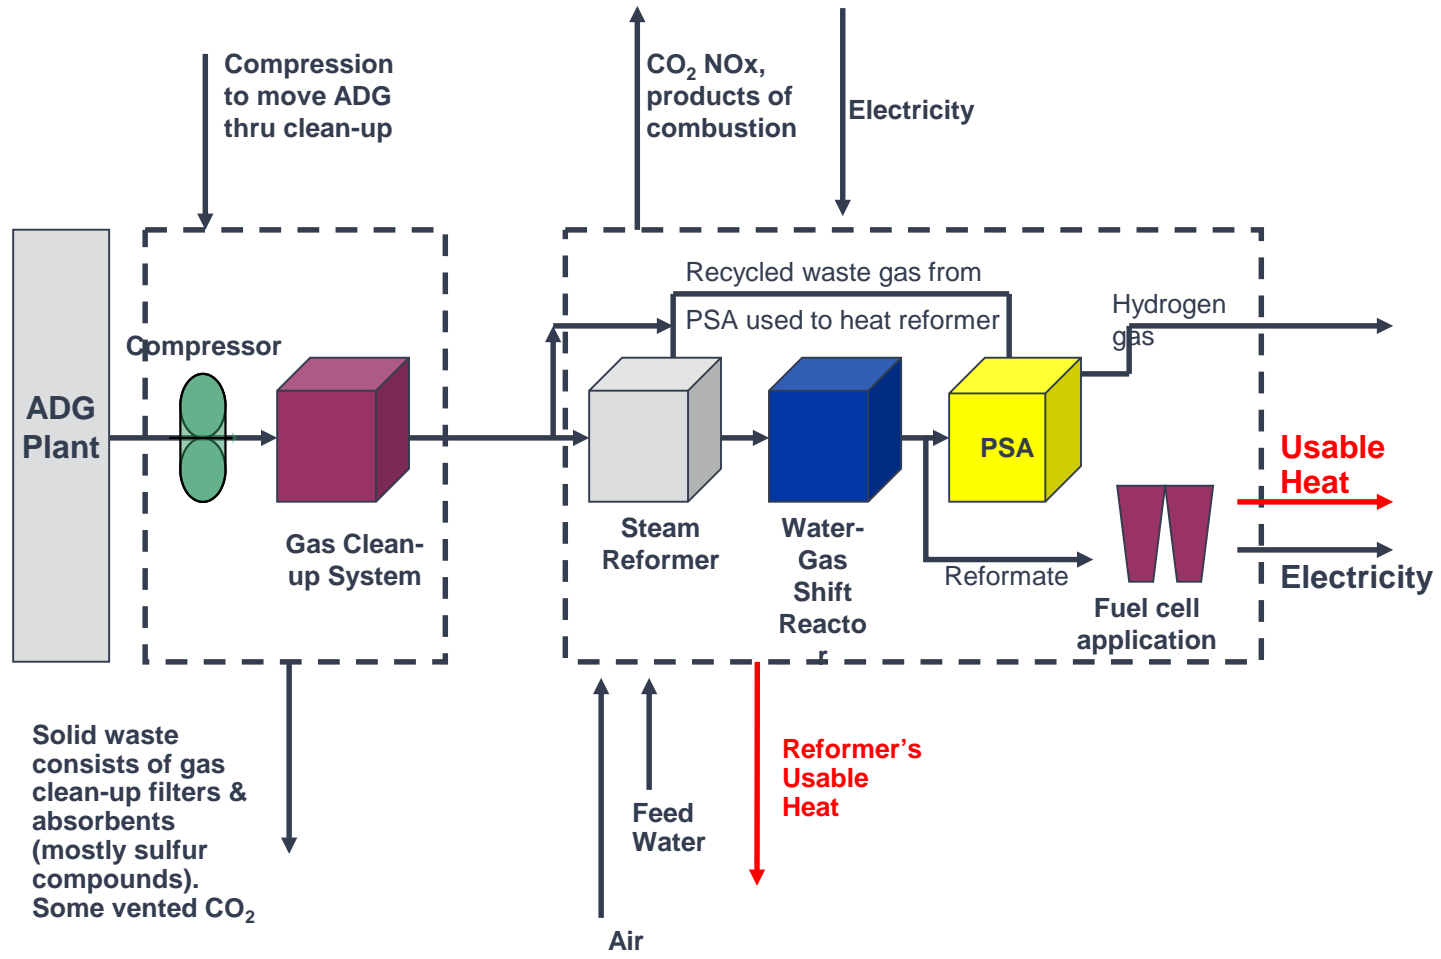 Compression
to move ADG
thru clean-up
CO₂ NOx,
products of
combustion
Electricity
Recycled waste gas from
PSA used to heat reformer
Hydrogen
gas
Compressor
ADG
Plant
PSA
Usable
Heat
Gas Clean-
up System
Steam
Reformer
Water-
Gas
Shift
Reacto
r
Reformate
Electricity
Fuel cell
application
Solid waste
consists of gas
clean-up filters &
absorbents
(mostly sulfur
compounds).
Some vented CO₂
Reformer’s
Usable
Heat
Feed
Water
Air